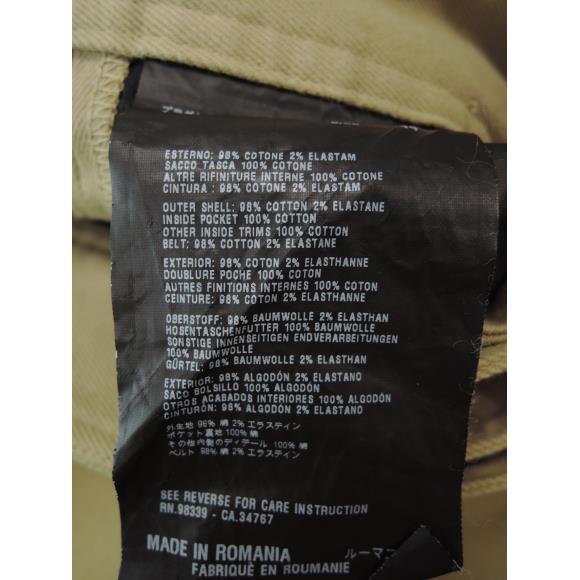 ESTERNO: 98% COTONE 2% ELASTAM
SACCO TASCA 100% COTONE
ALTRE RIFINITURE INTERNE 100% COTONE
CINTURA : 98% COTONE 2% ELASTAM
OUTER SHELL: 98% COTTON 2% ELASTANE
INSIDE POCKET 100% COTTON
OTHER INSIDE TRIMS 100% COTTON
BELT: 98% COTTON 2% ELASTANE
EXTERIOR: 98% COTON 2% ELASTHANNE
DOUBLURE POCHE 100% COTON
AUTRES FINITIONS INTERNES 100% COTON
CEINTURE: 98% COTON 2% ELASTHANNE
OBERSTOFF: 98% BAUMWOLLE 2% ELASTHAN
HOSENTASCHENFUTTER 100% BAUMWOLLE
SONSTIGE INNENSEITIGEN ENDVERARBEITUNGEN
100% BAUMWOLLE
GÜRTEL: 98% BAUMWOLLE 2% ELASTHAN
EXTERIOR: 98% ALGODÓN 2% ELASTANO
SACO BOLSILLO 100% ALGODÓN
OTROS ACABADOS INTERIORES 100% ALGODÓN
CINTURÓN: 98% ALGODÓN 2% ELASTANO
外生地 98% 綿 2% エラステイン
ポケット裏地 100% 綿
その他内側のディテール 100% 綿
ベルト 98% 綿 2% エラステイン
SEE REVERSE FOR CARE INSTRUCTION
RN.98339 - CA.34767
MADE IN ROMANIA ルーマニ
FABRIQUÉ EN ROUMANIE